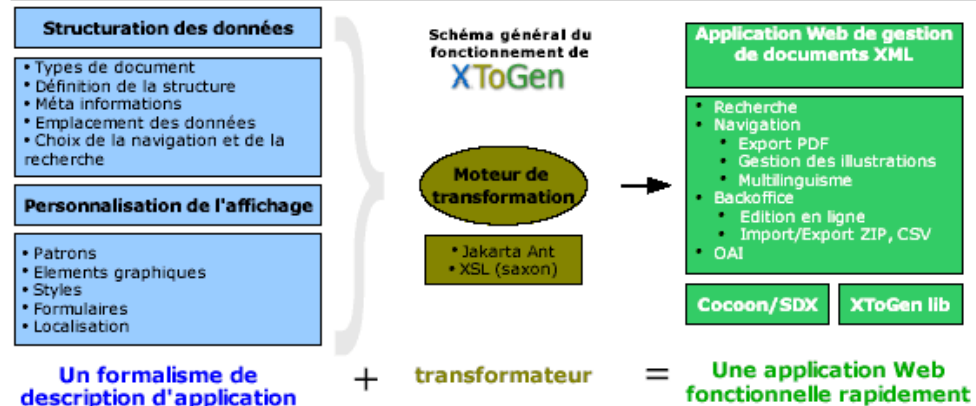 Structuration des données
• Types de document
• Définition de la structure
• Méta informations
• Emplacement des données
• Choix de la navigation et de la
recherche
Personnalisation de l'affichage
• Patrons
• Elements graphiques
• Styles
• Formulaires
• Localisation
Un formalisme de
description d'application
+
Schéma général du
fonctionnement de
XToGen
Moteur de
transformation
• Jakarta Ant
• XSL (saxon)
transformateur
=
Application Web de gestion
de documents XML
• Recherche
• Navigation
• Export PDF
• Gestion des illustrations
• Multilinguisme
• Backoffice
• Edition en ligne
• Import/Export ZIP, CSV
• OAI
Cocoon/SDX
XToGen lib
Une application Web
fonctionnelle rapidement